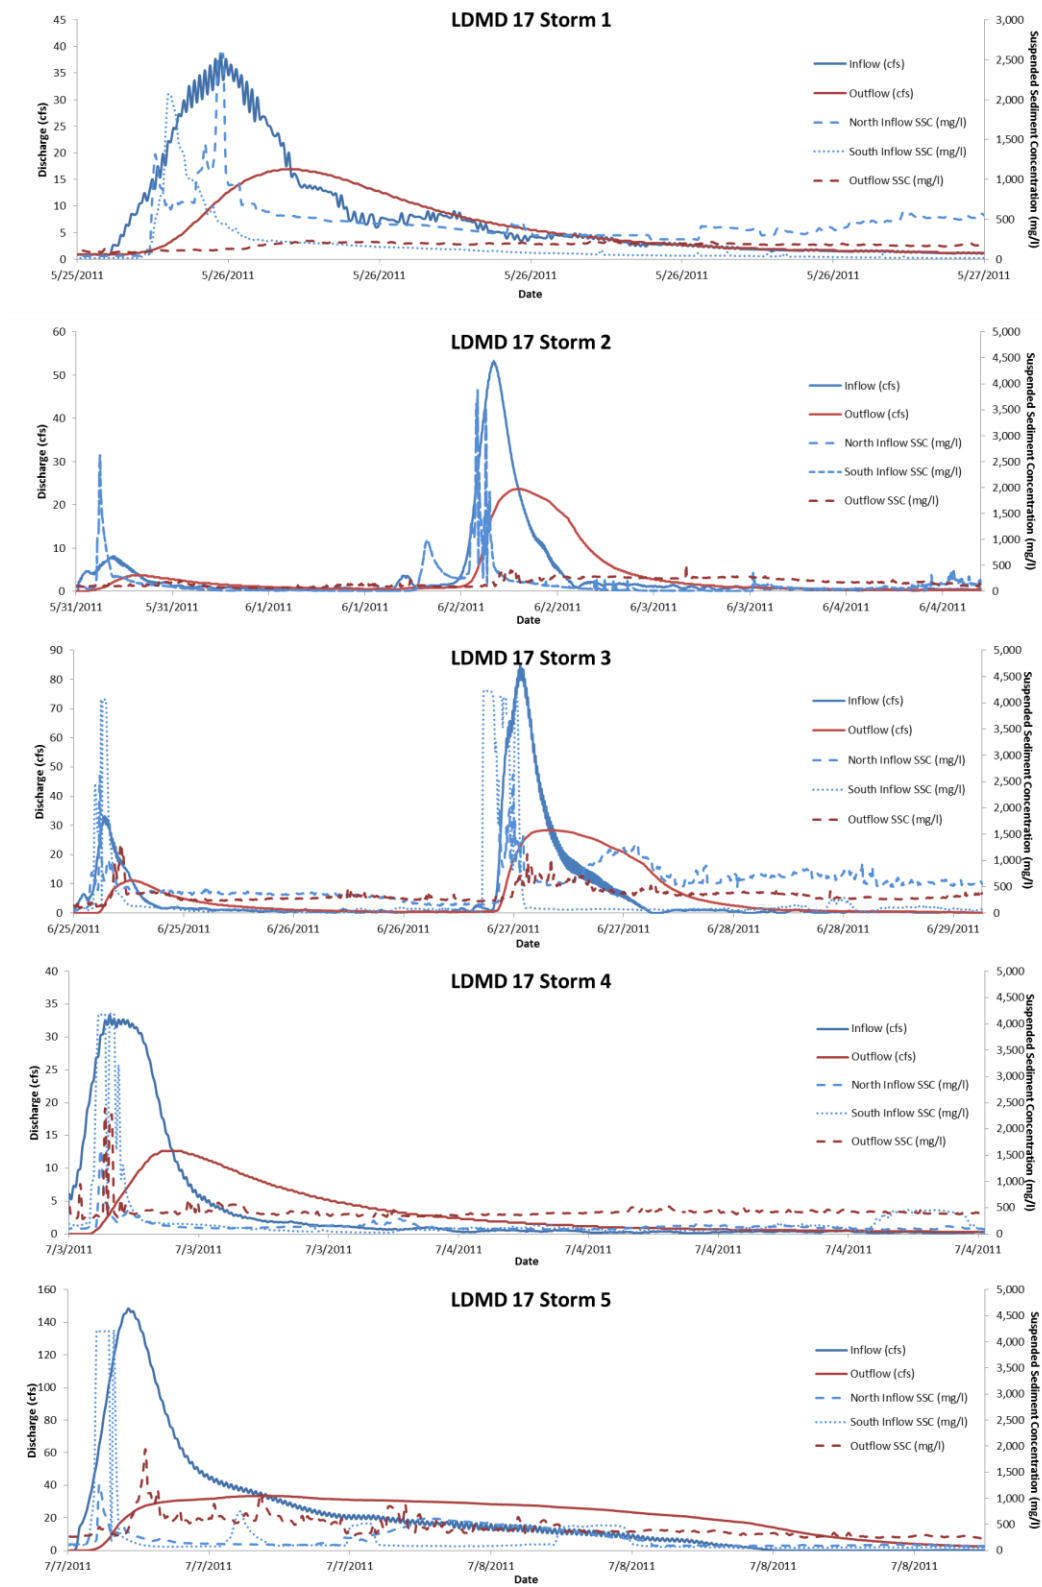 LDMD 17 Storm 1
45
40
35
30
25
20
15
10
5
0
Discharge (cfs)
3,000
2,500
2,000
1,500
1,000
500
0
Suspended Sediment Concentration (mg/l)
Inflow (cfs)
Outflow (cfs)
North Inflow SSC (mg/l)
South Inflow SSC (mg/l)
Outflow SSC (mg/l)
5/25/2011 5/26/2011 5/26/2011 5/26/2011 5/26/2011 5/26/2011 5/27/2011
Date
LDMD 17 Storm 2
60
50
40
30
20
10
0
Discharge (cfs)
5,000
4,500
4,000
3,500
3,000
2,500
2,000
1,500
1,000
500
0
Suspended Sediment Concentration (mg/l)
Inflow (cfs)
Outflow (cfs)
North Inflow SSC (mg/l)
South Inflow SSC (mg/l)
Outflow SSC (mg/l)
5/31/2011 5/31/2011 6/1/2011 6/1/2011 6/2/2011 6/2/2011 6/3/2011 6/3/2011 6/4/2011 6/4/2011
Date
LDMD 17 Storm 3
90
80
70
60
50
40
30
20
10
0
Discharge (cfs)
5,000
4,500
4,000
3,500
3,000
2,500
2,000
1,500
1,000
500
0
Suspended Sediment Concentration (mg/l)
Inflow (cfs)
Outflow (cfs)
North Inflow SSC (mg/l)
South Inflow SSC (mg/l)
Outflow SSC (mg/l)
6/25/2011 6/25/2011 6/26/2011 6/26/2011 6/27/2011 6/27/2011 6/28/2011 6/28/2011 6/29/2011
Date
LDMD 17 Storm 4
40
35
30
25
20
15
10
5
0
Discharge (cfs)
5,000
4,500
4,000
3,500
3,000
2,500
2,000
1,500
1,000
500
0
Suspended Sediment Concentration (mg/l)
Inflow (cfs)
Outflow (cfs)
North Inflow SSC (mg/l)
South Inflow SSC (mg/l)
Outflow SSC (mg/l)
7/3/2011 7/3/2011 7/3/2011 7/4/2011 7/4/2011 7/4/2011 7/4/2011 7/4/2011
Date
LDMD 17 Storm 5
160
140
120
100
80
60
40
20
0
Discharge (cfs)
5,000
4,500
4,000
3,500
3,000
2,500
2,000
1,500
1,000
500
0
Suspended Sediment Concentration (mg/l)
Inflow (cfs)
Outflow (cfs)
North Inflow SSC (mg/l)
South Inflow SSC (mg/l)
Outflow SSC (mg/l)
7/7/2011 7/7/2011 7/7/2011 7/8/2011 7/8/2011 7/8/2011 7/8/2011
Date